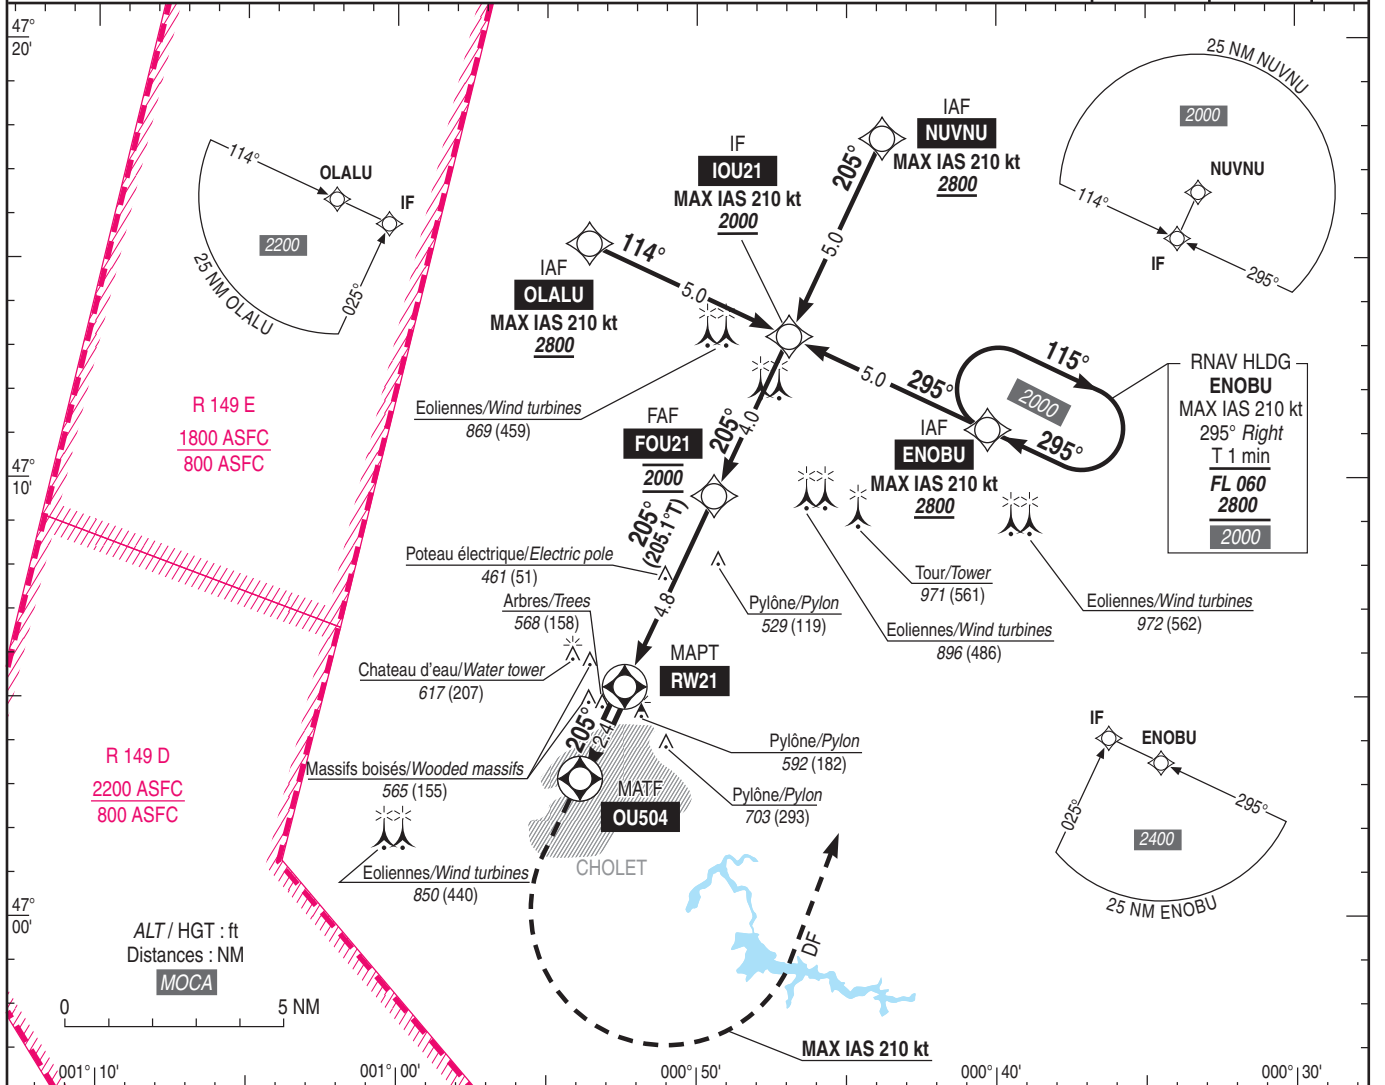 47°
20'
25 NM NUVNU
2000
NUVNU
114°
IF
295°
IAF
NUVNU
MAX IAS 210 kt
2800
205°
5.0
IF
IOU21
MAX IAS 210 kt
2000
114°
OLALU
IF
2200
025°
25 NM OLALU
114°
5.0
IAF
OLALU
MAX IAS 210 kt
2800
Eoliennes/Wind turbines
869 (459)
R 149 E
1800 ASFC
800 ASFC
5.0
295°
115°
2000
295°
IAF
ENOBU
MAX IAS 210 kt
2800
RNAV HLDG
ENOBU
MAX IAS 210 kt
295° Right
T 1 min
FL 060
2800
2000
205°
4.0
FAF
FOU21
2000
47°
10'
205°
(205.1°T)
4.8
Poteau électrique/Electric pole
461 (51)
Arbres/Trees
568 (158)
Pylône/Pylon
529 (119)
Tour/Tower
971 (561)
Eoliennes/Wind turbines
896 (486)
Eoliennes/Wind turbines
972 (562)
Chateau d'eau/Water tower
617 (207)
MAPT
RW21
205°
2.4
Massifs boisés/Wooded massifs
565 (155)
Pylône/Pylon
592 (182)
Pylône/Pylon
703 (293)
MATF
OU504
CHOLET
R 149 D
2200 ASFC
800 ASFC
Eoliennes/Wind turbines
850 (440)
IF
ENOBU
025°
295°
2400
25 NM ENOBU
47°
00'
ALT / HGT : ft
Distances : NM
MOCA
0
5 NM
DF
MAX IAS 210 kt
001°10'
001°00'
000°50'
000°40'
000°30'